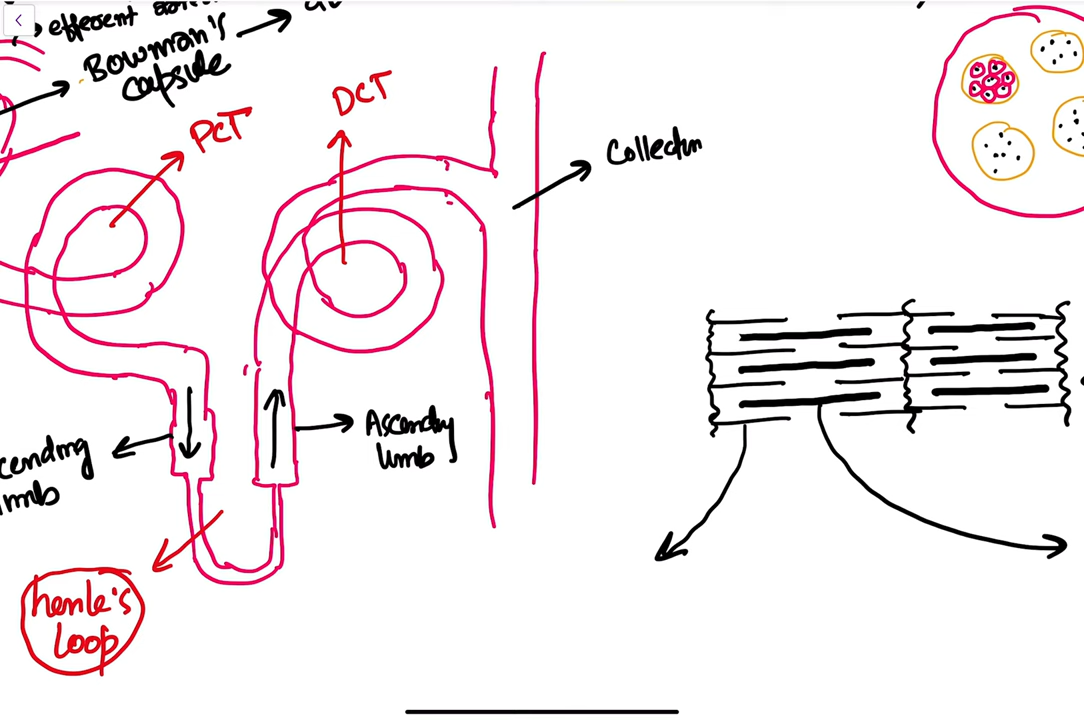 efferent
Bowman's
capsule
PCT
DCT
Collectin
cending
limb
Ascending
limb
henle's
loop